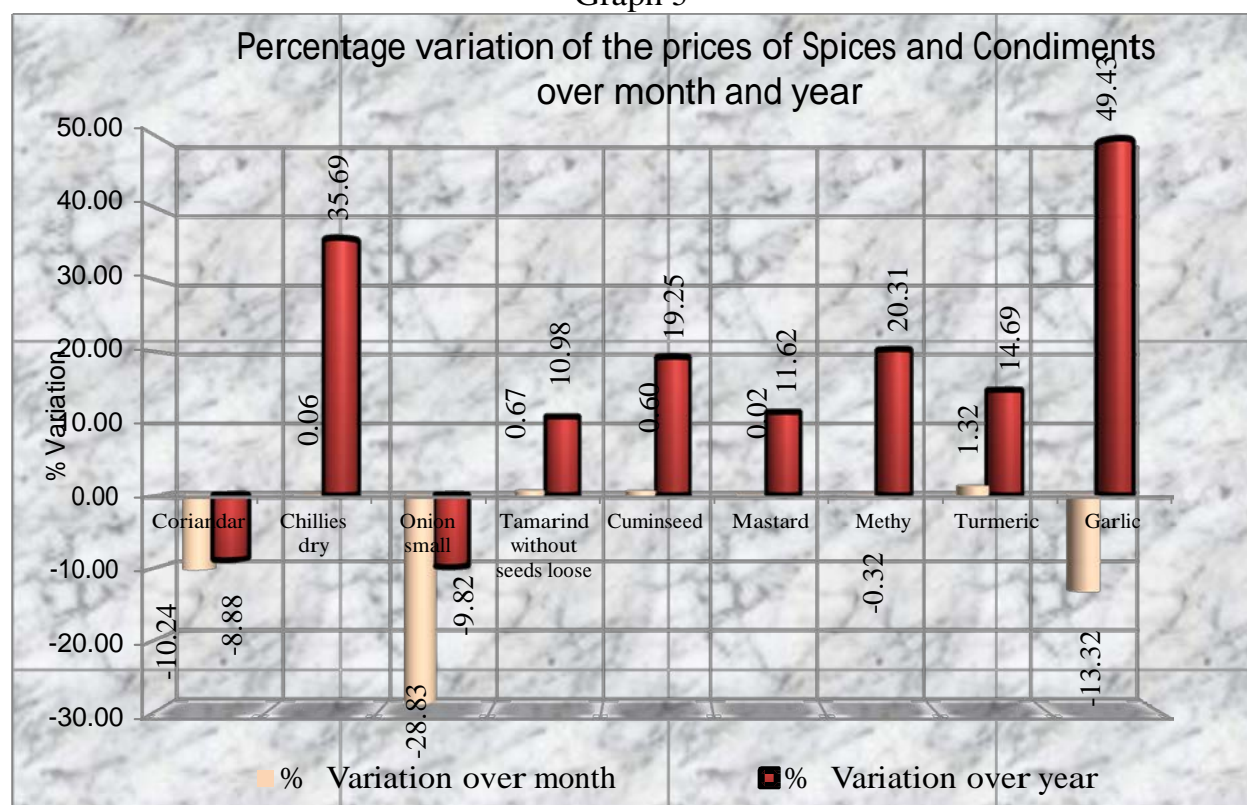 Percentage variation of the prices of Spices and Condiments
over month and year
50.00
40.00
30.00
20.00
10.00
0.00
-10.00
-20.00
-30.00
% Variation
-10.24
-8.88
0.06
35.69
-28.83
-9.82
0.67
10.98
0.60
19.25
0.02
11.62
-0.32
20.31
1.32
14.69
-13.32
49.43
Coriandar
Chillies
dry
Onion
small
Tamarind
without
seeds loose
Cuminseed
Mastard
Methy
Turmeric
Garlic
% Variation over month
% Variation over year